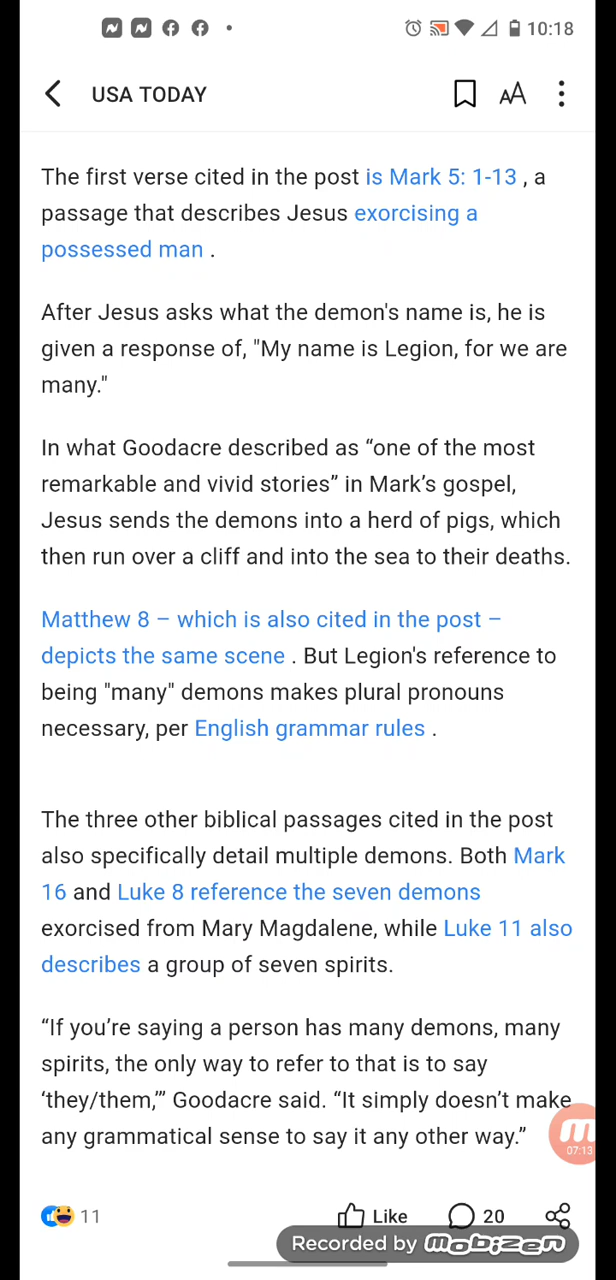 10:18
USA TODAY
AA
The first verse cited in the post is Mark 5: 1-13 , a
passage that describes Jesus exorcising a
possessed man .
After Jesus asks what the demon's name is, he is
given a response of, "My name is Legion, for we are
many."
In what Goodacre described as “one of the most
remarkable and vivid stories” in Mark’s gospel,
Jesus sends the demons into a herd of pigs, which
then run over a cliff and into the sea to their deaths.
Matthew 8 – which is also cited in the post –
depicts the same scene . But Legion's reference to
being "many" demons makes plural pronouns
necessary, per English grammar rules .
The three other biblical passages cited in the post
also specifically detail multiple demons. Both Mark
16 and Luke 8 reference the seven demons
exorcised from Mary Magdalene, while Luke 11 also
describes a group of seven spirits.
“If you’re saying a person has many demons, many
spirits, the only way to refer to that is to say
‘they/them,’” Goodacre said. “It simply doesn’t make
any grammatical sense to say it any other way.”
07:13
11 Like 20
Recorded by mobizen